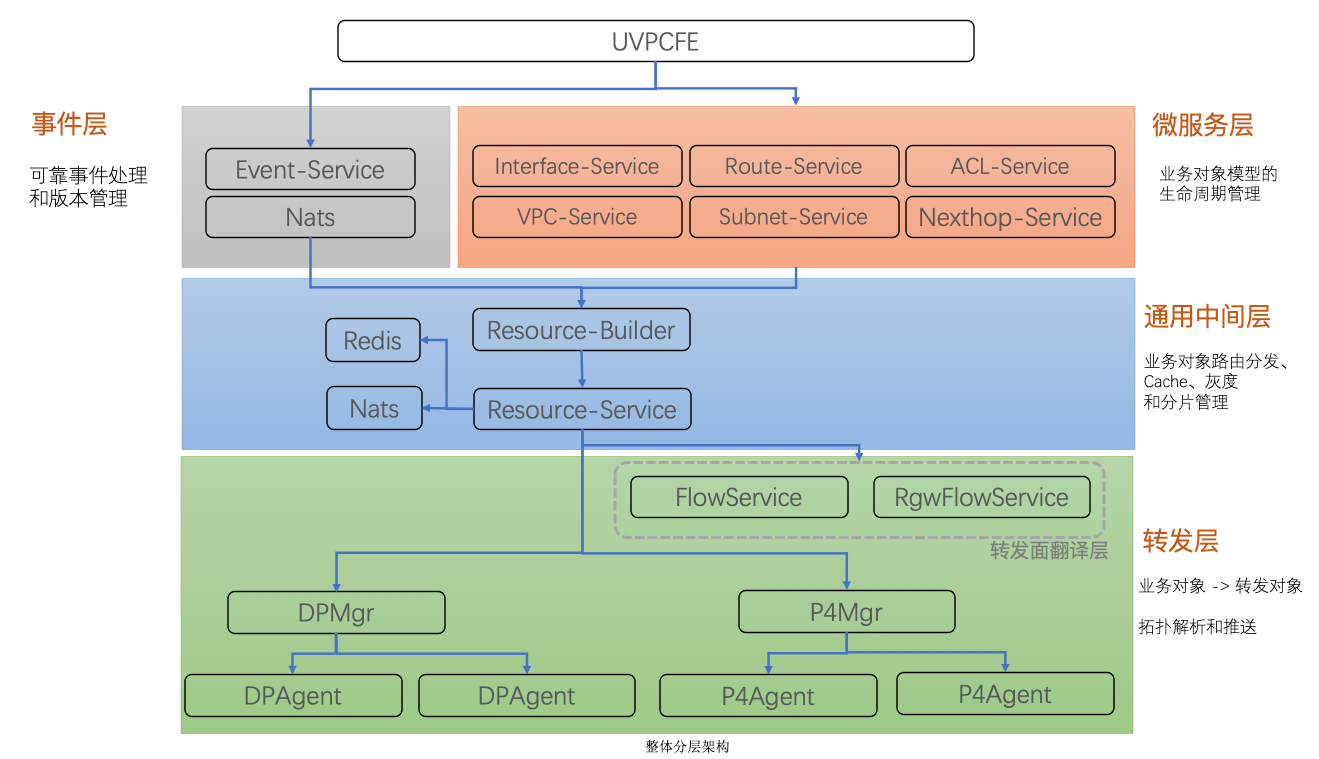 UVPCFE
事件层
可靠事件处理
和版本管理
Event-Service
Nats
Interface-Service
Route-Service
ACL-Service
VPC-Service
Subnet-Service
Nexthop-Service
微服务层
业务对象模型的
生命周期管理
Redis
Resource-Builder
Nats
Resource-Service
通用中间层
业务对象路由分发、
Cache、灰度
和分片管理
FlowService
RgwFlowService
转发面翻译层
转发层
业务对象 -> 转发对象
拓扑解析和推送
DPMgr
P4Mgr
DPAgent
DPAgent
P4Agent
P4Agent
整体分层架构